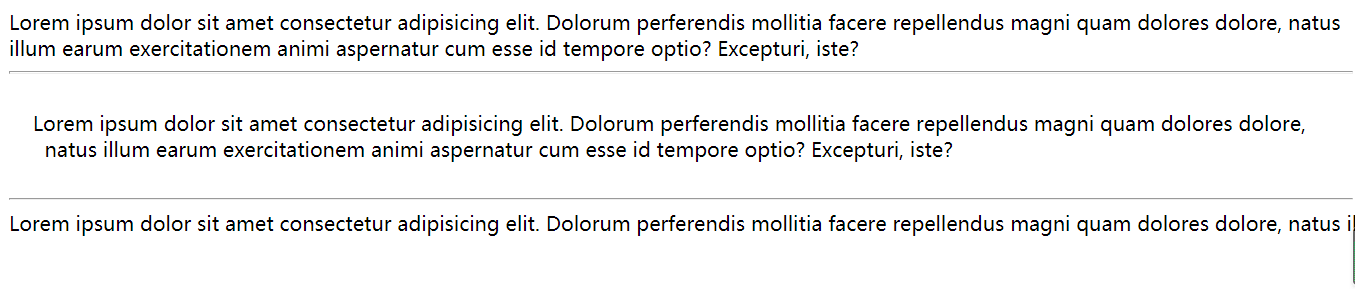 Lorem ipsum dolor sit amet consectetur adipisicing elit. Dolorum perferendis mollitia facere repellendus magni quam dolores dolore, natus
illum earum exercitationem animi aspernatur cum esse id tempore optio? Excepturi, iste?
Lorem ipsum dolor sit amet consectetur adipisicing elit. Dolorum perferendis mollitia facere repellendus magni quam dolores dolore,
natus illum earum exercitationem animi aspernatur cum esse id tempore optio? Excepturi, iste?
Lorem ipsum dolor sit amet consectetur adipisicing elit. Dolorum perferendis mollitia facere repellendus magni quam dolores dolore, natus